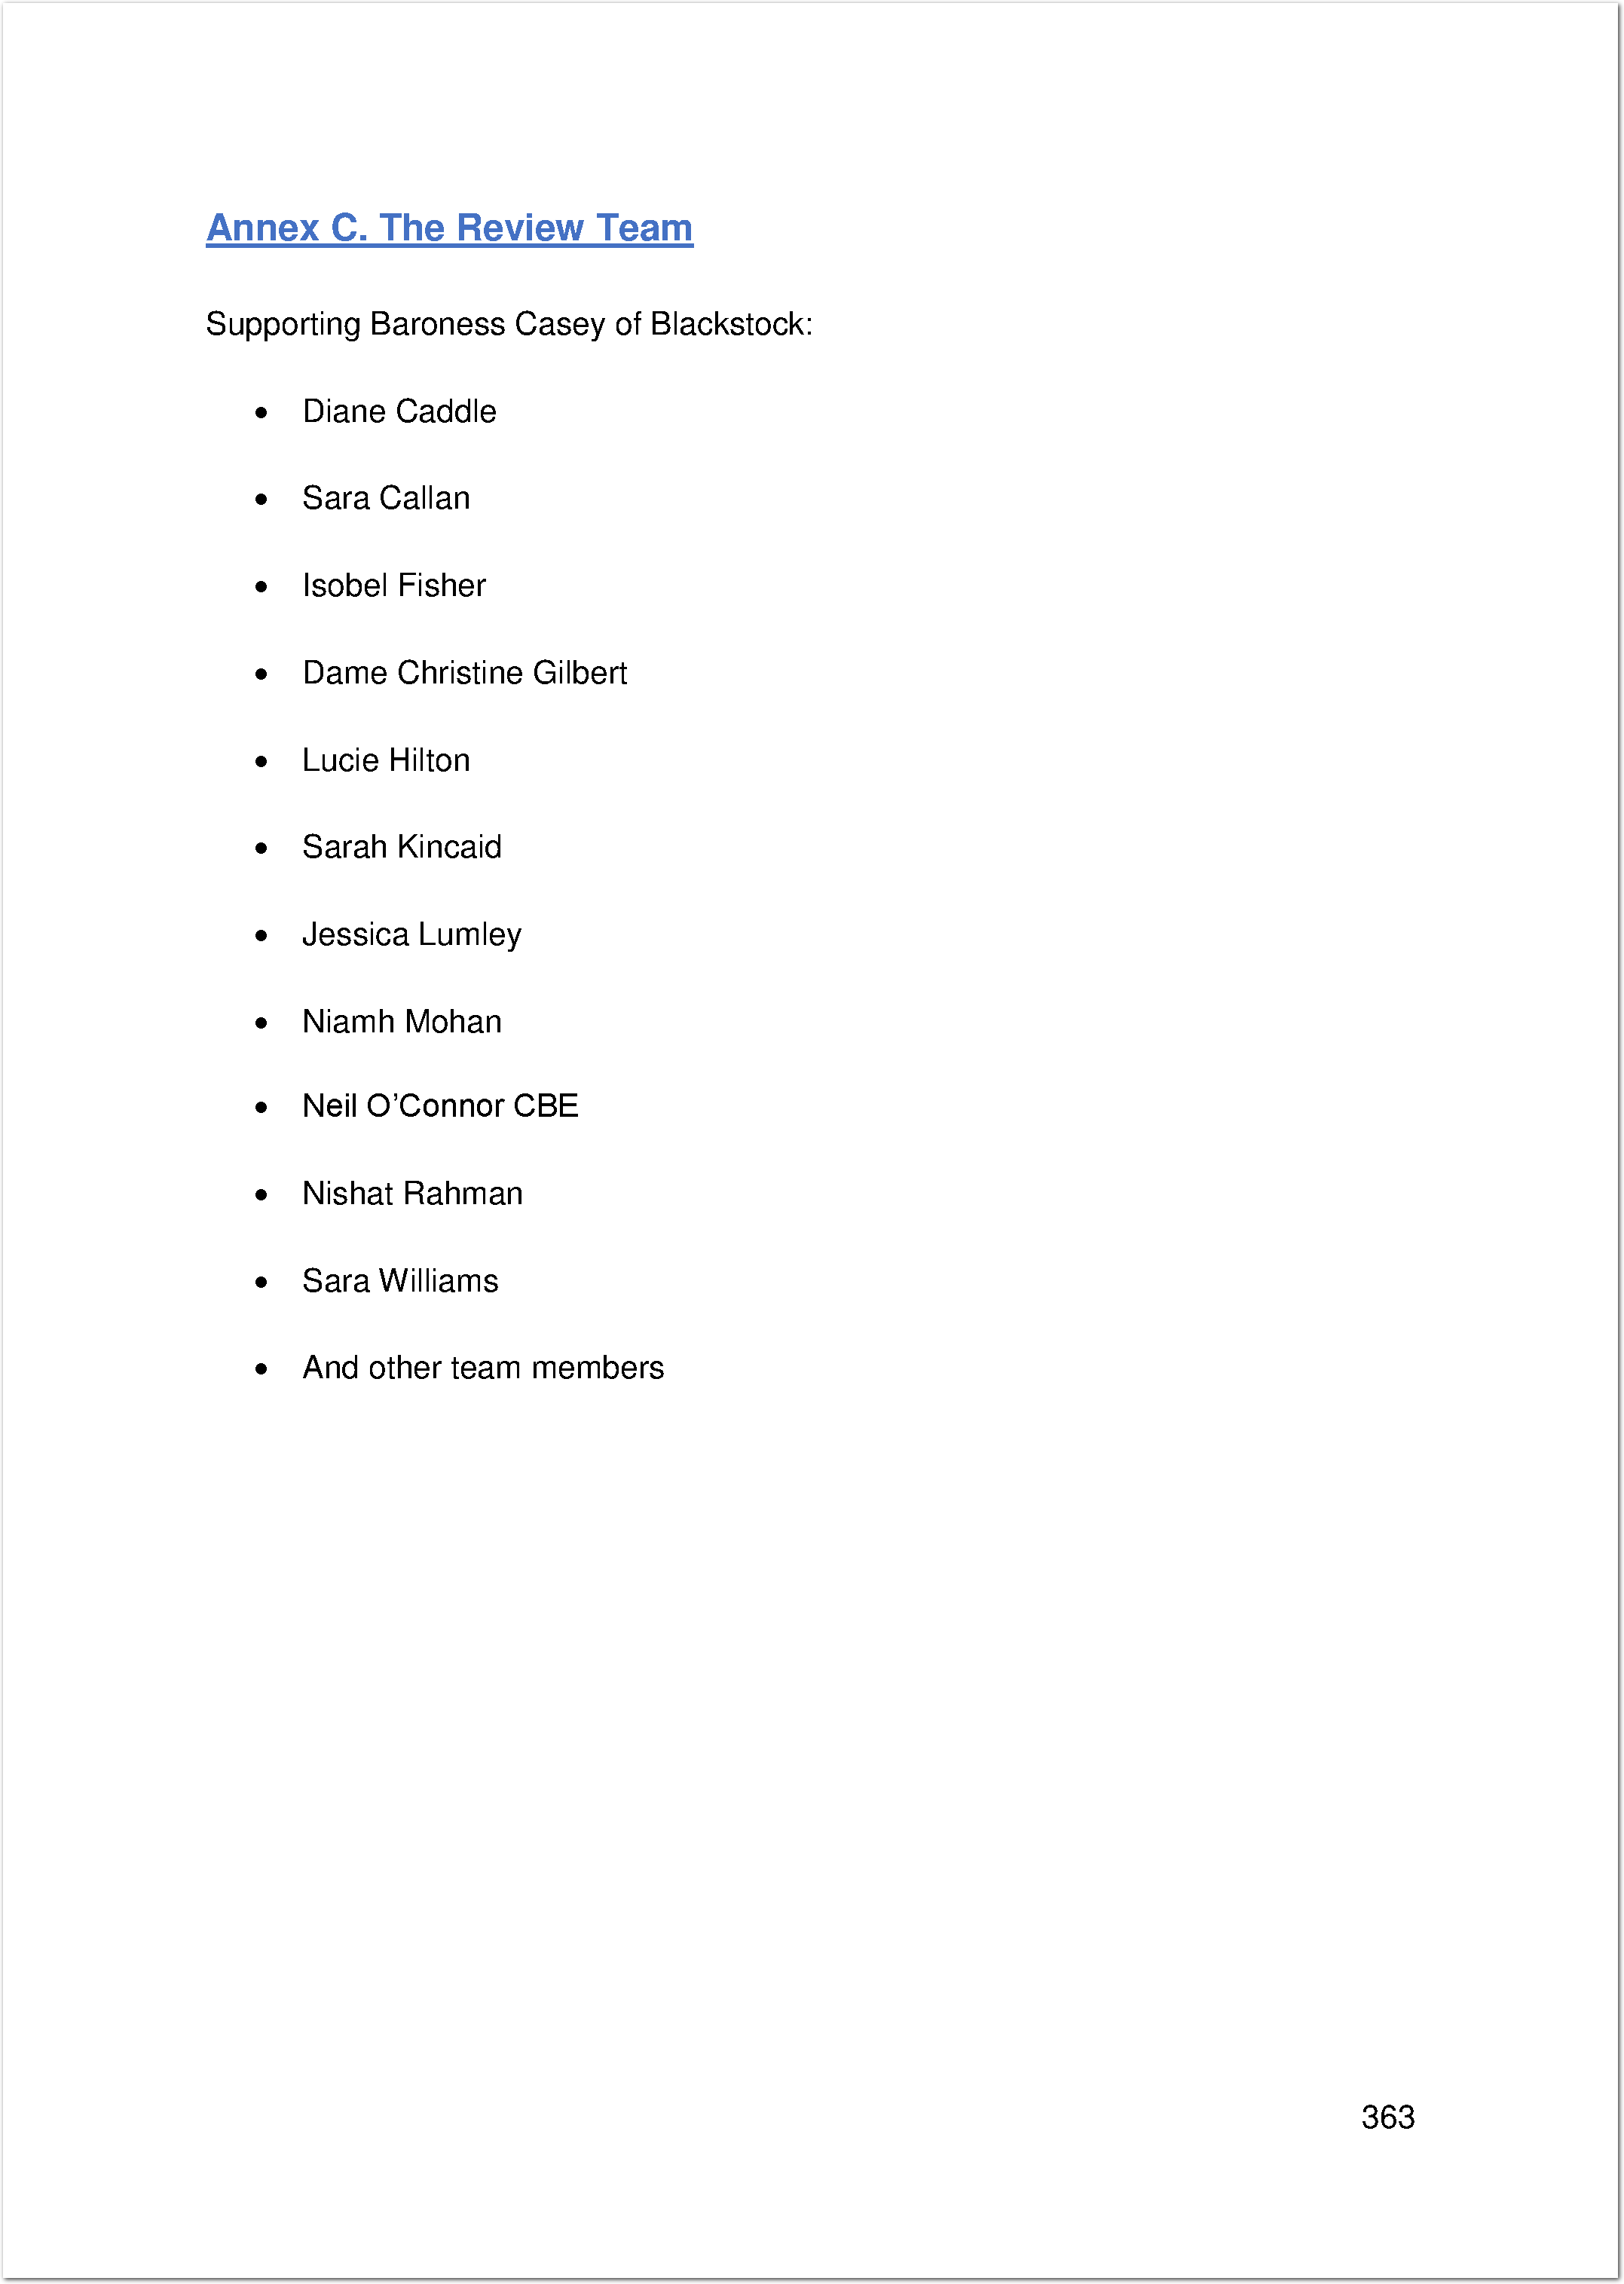 Annex C. The Review Team
Supporting Baroness Casey of Blackstock:
• Diane Caddle
• Sara Callan
• Isobel Fisher
• Dame Christine Gilbert
• Lucie Hilton
• Sarah Kincaid
• Jessica Lumley
• Niamh Mohan
• Neil O’Connor CBE
• Nishat Rahman
• Sara Williams
• And other team members
363